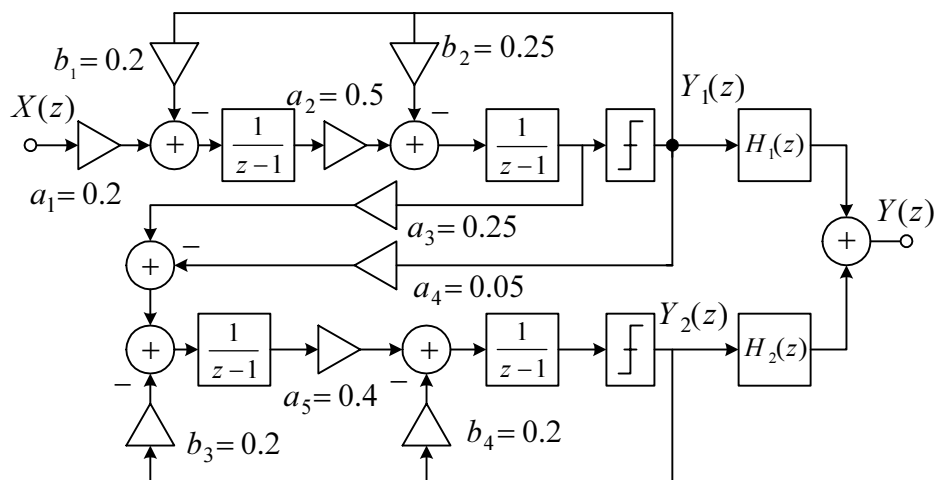 b₁ = 0.2
b₂ = 0.25
X(z)
a₂ = 0.5
Y₁(z)
−
−
+
1/(z−1)
+
1/(z−1)
H₁(z)
a₁ = 0.2
a₃ = 0.25
Y(z)
−
+
+
a₄ = 0.05
Y₂(z)
+
1/(z−1)
+
1/(z−1)
H₂(z)
−
−
a₅ = 0.4
b₃ = 0.2
b₄ = 0.2